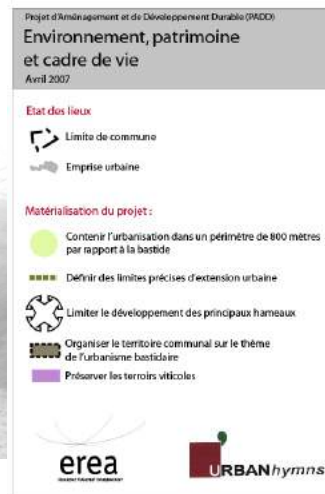 Projet d'Aménagement et de Développement Durable (PADD)
Environnement, patrimoine
et cadre de vie
Avril 2007
Etat des lieux
Limite de commune
Emprise urbaine
Matérialisation du projet :
Contenir l'urbanisation dans un périmètre de 800 mètres
par rapport à la bastide
Définir des limites précises d'extension urbaine
Limiter le développement des principaux hameaux
Organiser le territoire communal sur le thème
de l'urbanisme bastidaire
Préserver les terroirs viticoles
erea
URBANhymns